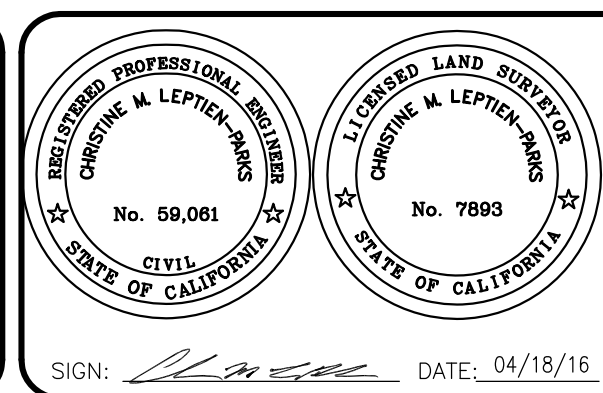 REGISTERED PROFESSIONAL ENGINEER
CHRISTINE M. LEPTIEN-PARKS
No. 59,061
CIVIL
STATE OF CALIFORNIA
LICENSED LAND SURVEYOR
CHRISTINE M. LEPTIEN-PARKS
No. 7893
STATE OF CALIFORNIA
SIGN: DATE: 04/18/16